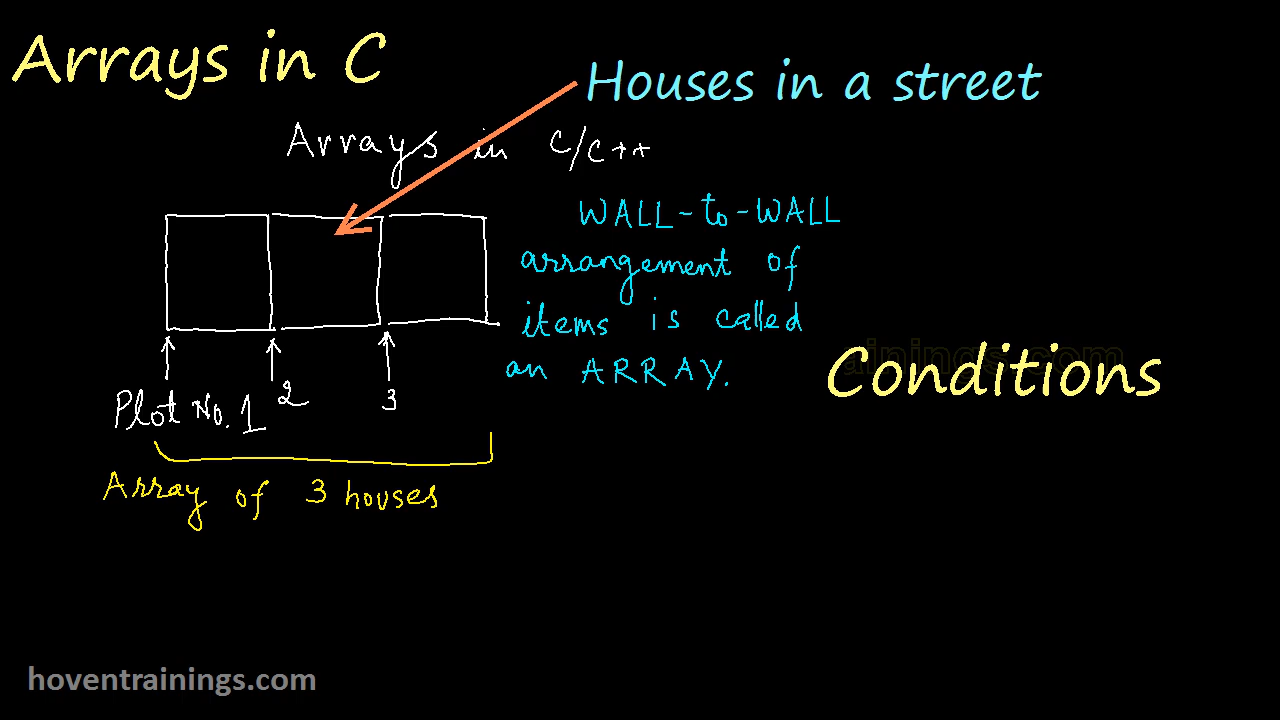 Arrays in C
Houses in a street
Arrays in C/C++
WALL-to-WALL
arrangement of
items is called
an ARRAY.
Conditions
Plot No. 1 2 3
Array of 3 houses
hoventrainings.com